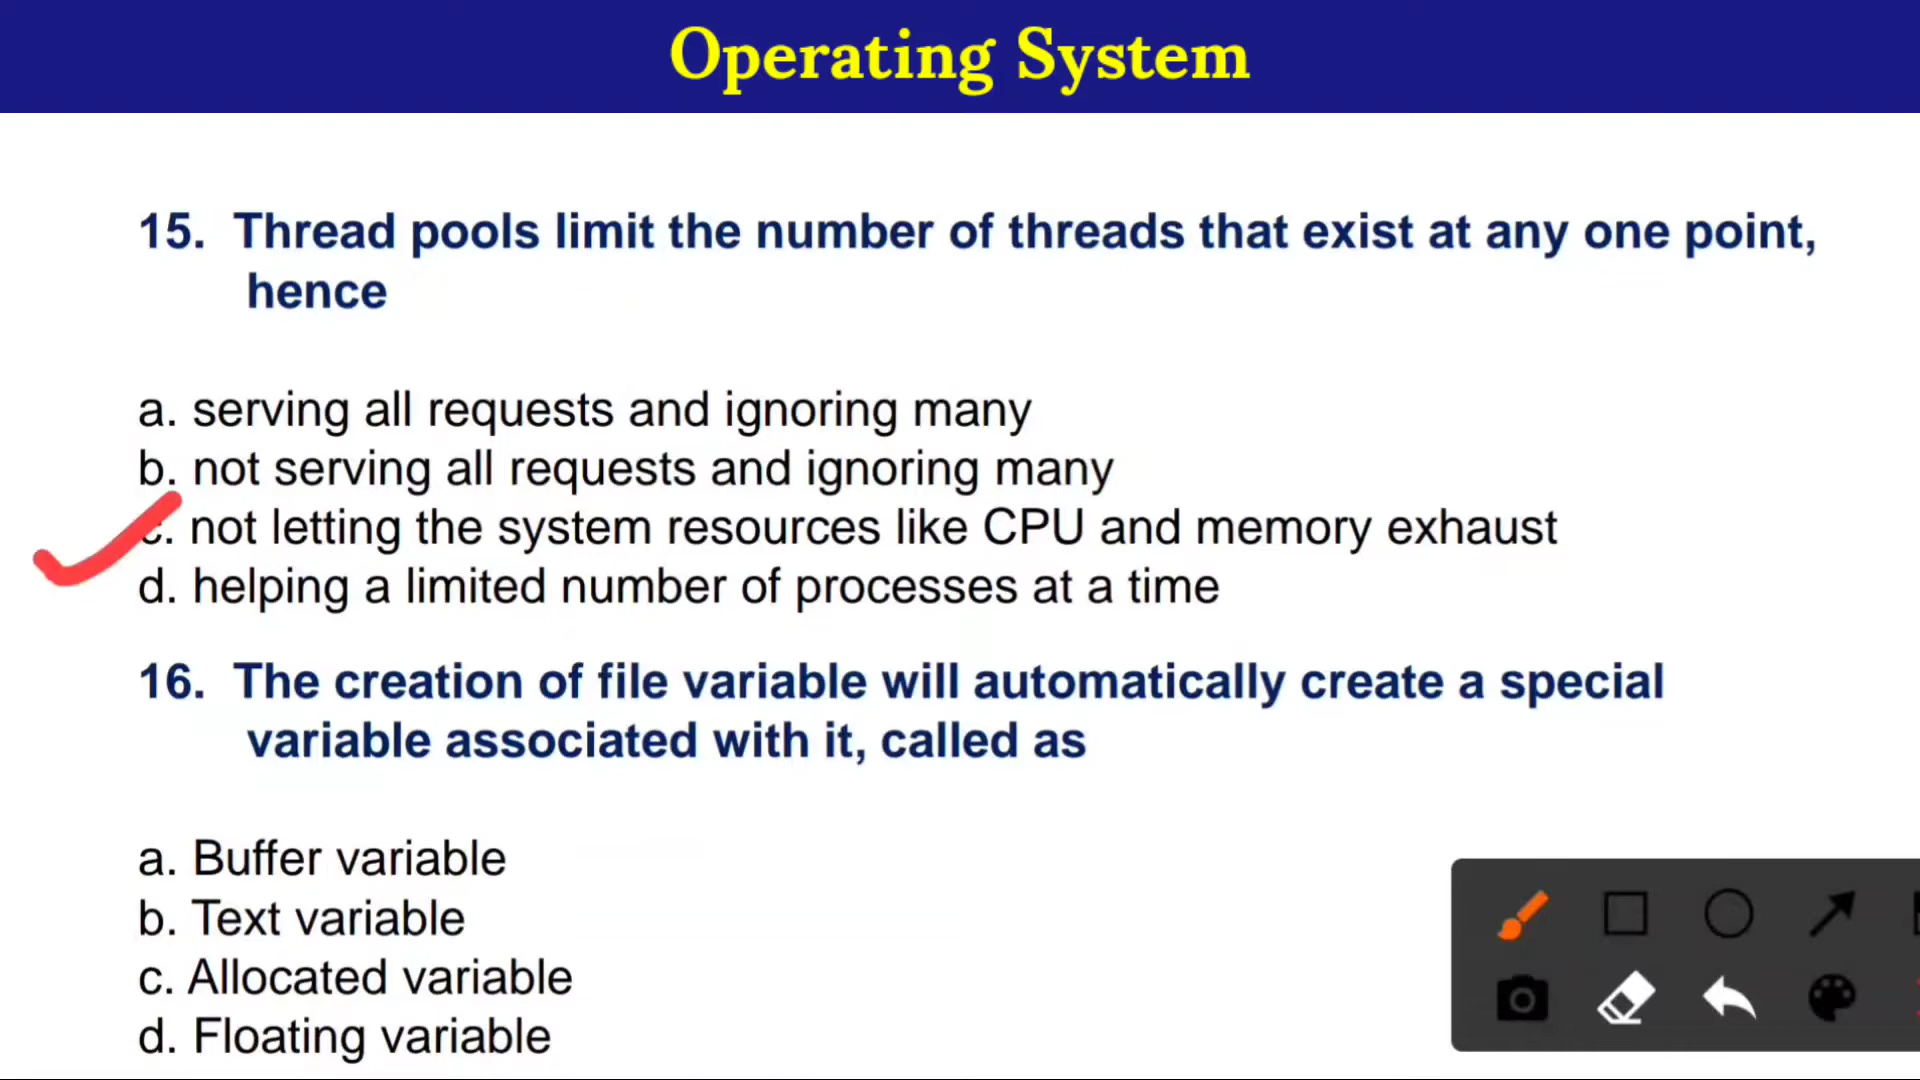 Operating System
15. Thread pools limit the number of threads that exist at any one point,
hence
a. serving all requests and ignoring many
b. not serving all requests and ignoring many
c. not letting the system resources like CPU and memory exhaust
d. helping a limited number of processes at a time
16. The creation of file variable will automatically create a special
variable associated with it, called as
a. Buffer variable
b. Text variable
c. Allocated variable
d. Floating variable